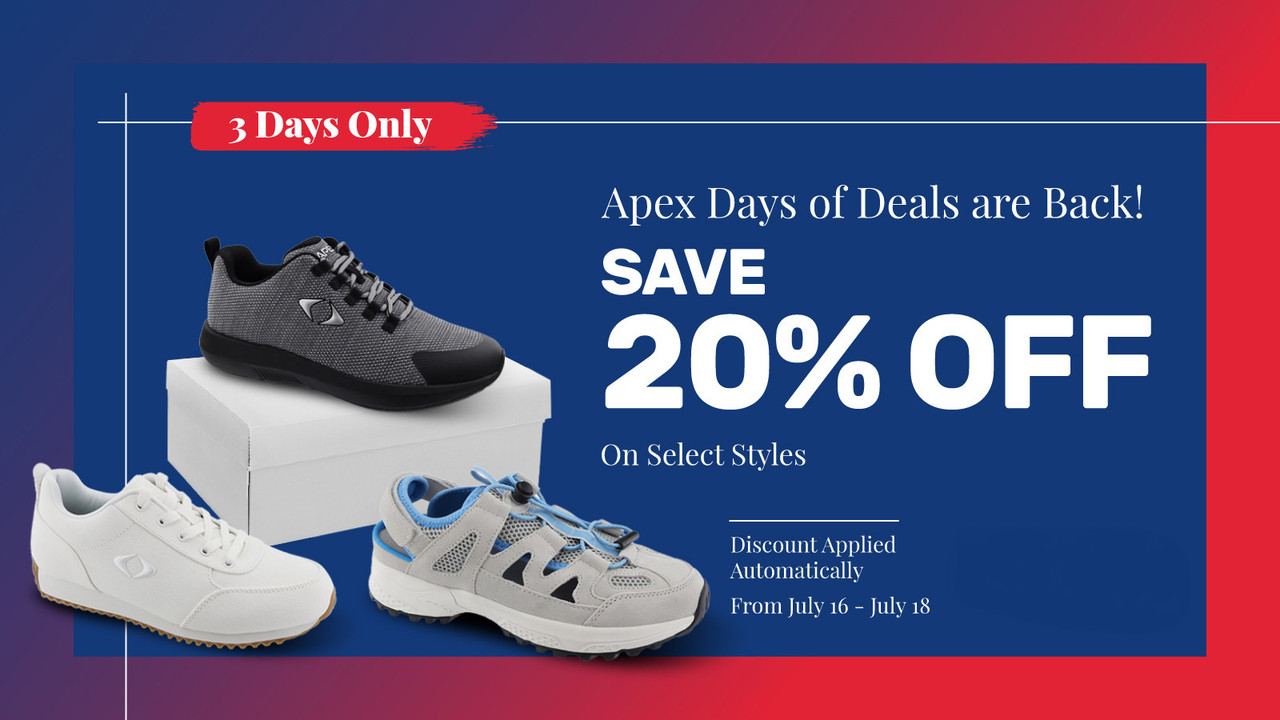 3 Days Only
Apex Days of Deals are Back!
SAVE
20% OFF
On Select Styles
Discount Applied
Automatically
From July 16 - July 18